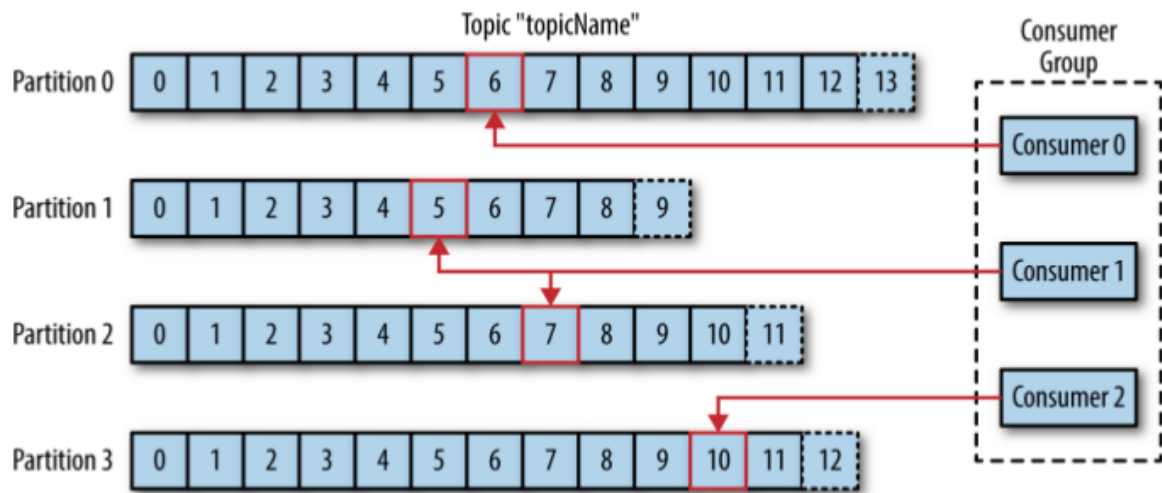 Topic "topicName"
Consumer
Group
Partition 0 0 1 2 3 4 5 6 7 8 9 10 11 12 13
Consumer 0
Partition 1 0 1 2 3 4 5 6 7 8 9
Consumer 1
Partition 2 0 1 2 3 4 5 6 7 8 9 10 11
Consumer 2
Partition 3 0 1 2 3 4 5 6 7 8 9 10 11 12